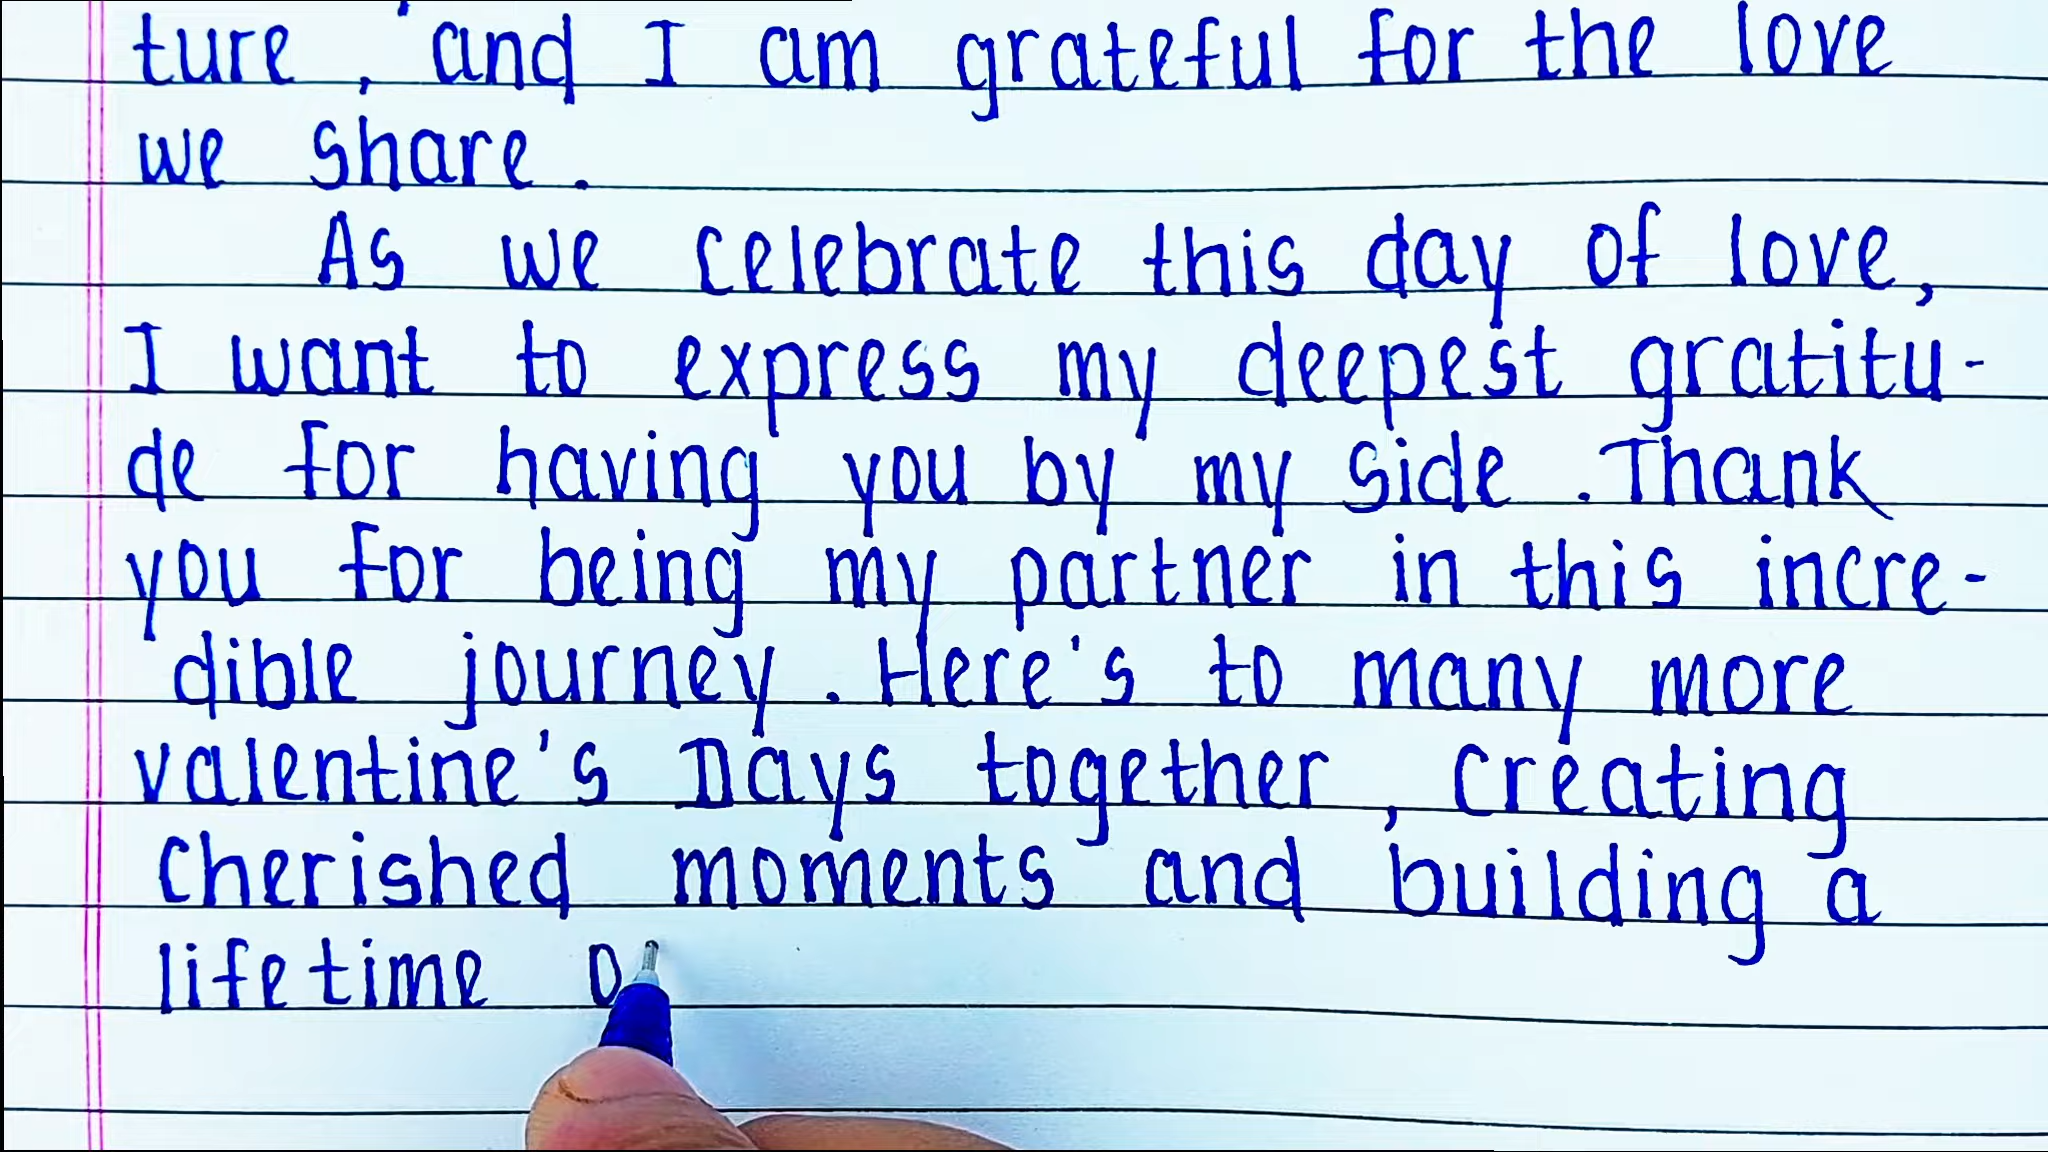 ture, and I am grateful for the love
we share.
As we celebrate this day of love,
I want to express my deepest gratitu-
de for having you by my side. Thank
you for being my partner in this incre-
dible journey. Here's to many more
valentine's Days together, creating
cherished moments and building a
lifetime o